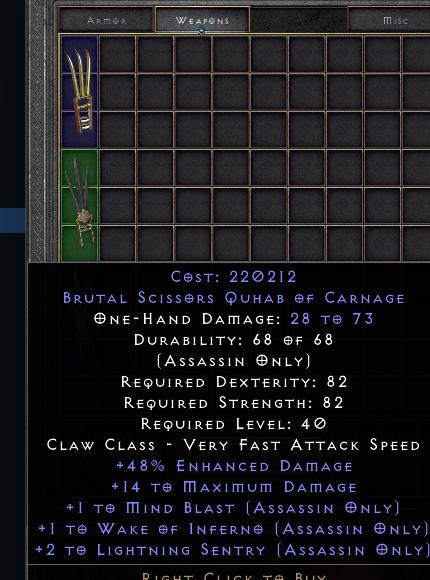 Armor
Weapons
Misc
Cost: 220212
Brutal Scissors Quhab of Carnage
One-Hand Damage: 28 to 73
Durability: 68 of 68
(Assassin Only)
Required Dexterity: 82
Required Strength: 82
Required Level: 40
Claw Class - Very Fast Attack Speed
+48% Enhanced Damage
+14 to Maximum Damage
+1 to Mind Blast (Assassin Only)
+1 to Wake of Inferno (Assassin Only)
+2 to Lightning Sentry (Assassin Only)
Right Click to Buy